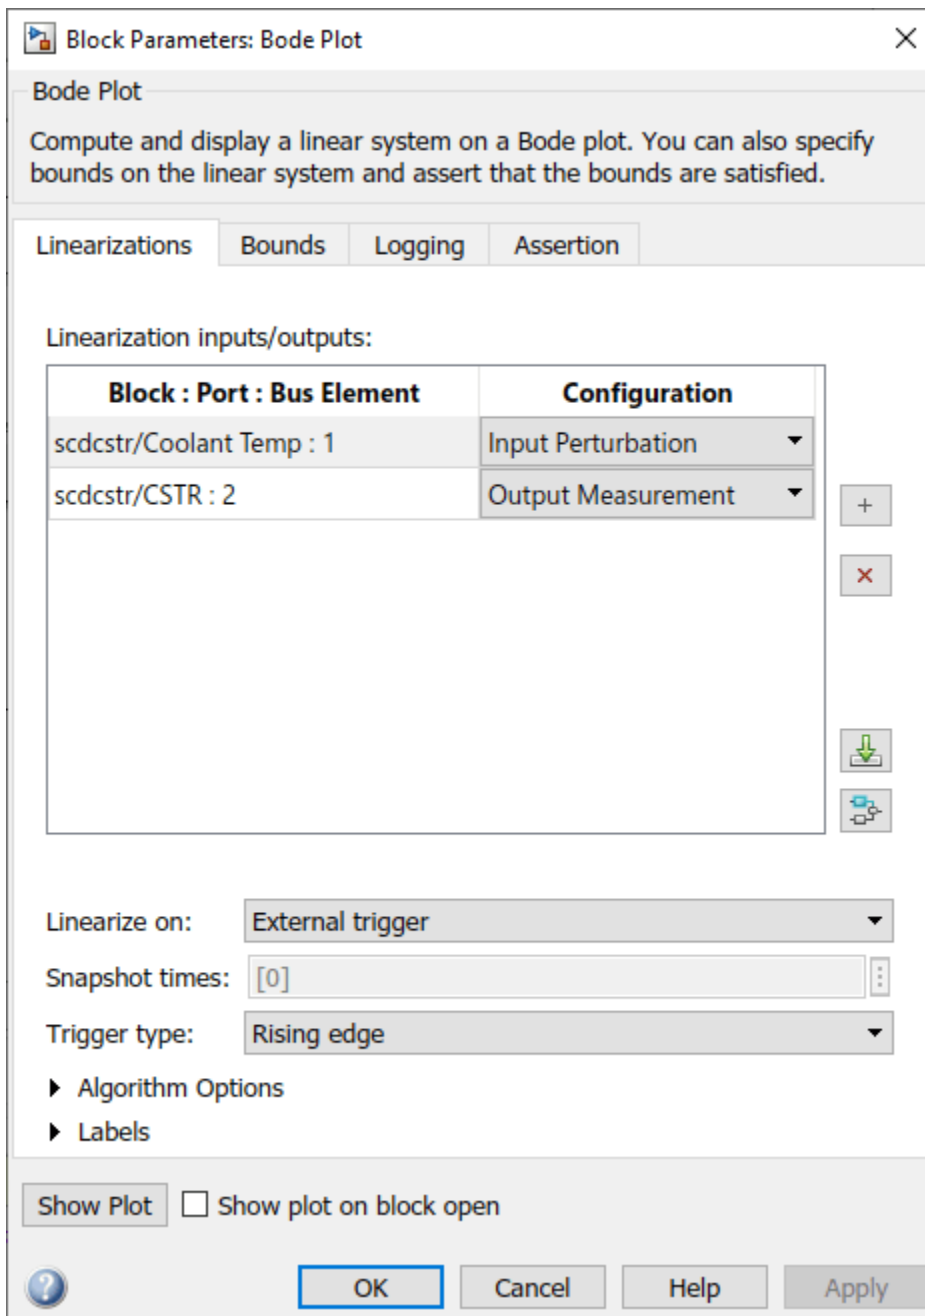 Block Parameters: Bode Plot
Bode Plot
Compute and display a linear system on a Bode plot. You can also specify
bounds on the linear system and assert that the bounds are satisfied.
Linearizations Bounds Logging Assertion
Linearization inputs/outputs:
Block : Port : Bus Element Configuration
scdcstr/Coolant Temp : 1 Input Perturbation
scdcstr/CSTR : 2 Output Measurement
Linearize on: External trigger
Snapshot times: [0]
Trigger type: Rising edge
Algorithm Options
Labels
Show Plot Show plot on block open
OK Cancel Help Apply